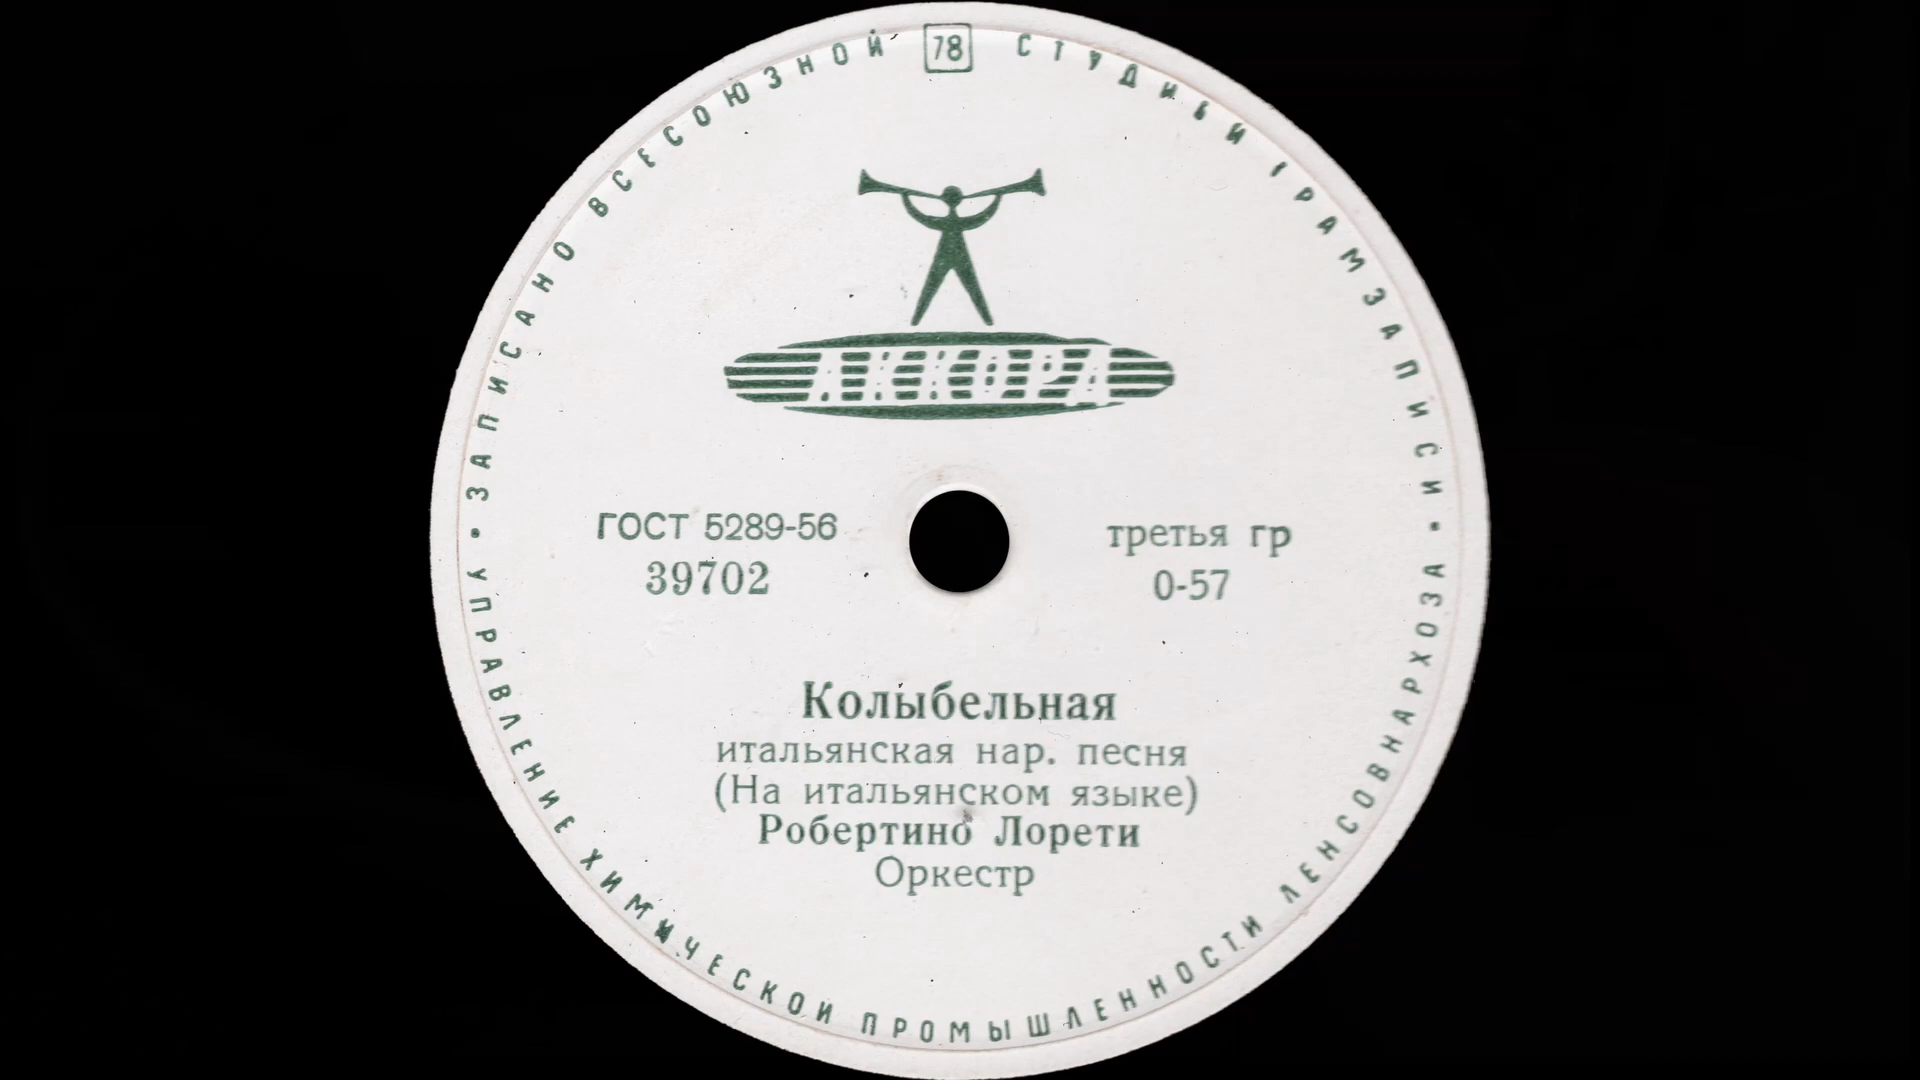 ЗАПИСАНО ВСЕСОЮЗНОЙ 78 СТУДИЕЙ ГРАМЗАПИСИ •
АККОРД
ГОСТ 5289-56
39702
третья гр
0-57
Колыбельная
итальянская нар. песня
(На итальянском языке)
Робертино Лорети
Оркестр
• УПРАВЛЕНИЕ ХИМИЧЕСКОЙ ПРОМЫШЛЕННОСТИ ЛЕНСОВНАРХОЗА